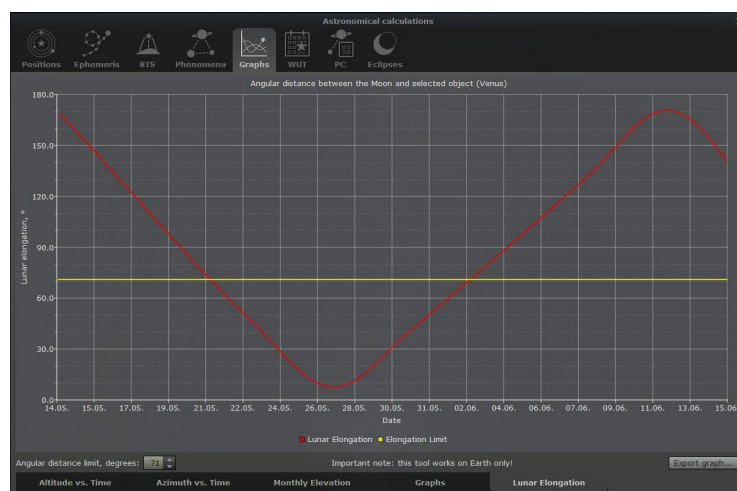 Astronomical calculations
Positions Ephemeris RTS Phenomena Graphs WUT PC Eclipses
Angular distance between the Moon and selected object (Venus)
180.0
150.0
120.0
90.0
60.0
30.0
0.0
Lunar elongation, °
14.05. 15.05. 17.05. 19.05. 21.05. 22.05. 24.05. 26.05. 28.05. 30.05. 31.05. 02.06. 04.06. 06.06. 07.06. 09.06. 11.06. 13.06. 15.06
Date
Lunar Elongation Elongation Limit
Angular distance limit, degrees: 71 Important note: this tool works on Earth only! Export graph...
Altitude vs. Time Azimuth vs. Time Monthly Elevation Graphs Lunar Elongation